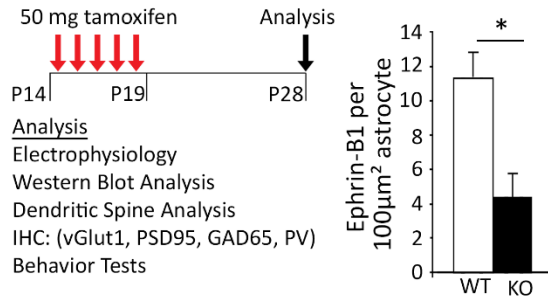 50 mg tamoxifen
Analysis
P14
P19
P28
Analysis
Electrophysiology
Western Blot Analysis
Dendritic Spine Analysis
IHC: (vGlut1, PSD95, GAD65, PV)
Behavior Tests
Ephrin-B1 per
100µm² astrocyte
*
14
12
10
8
6
4
2
0
WT
KO